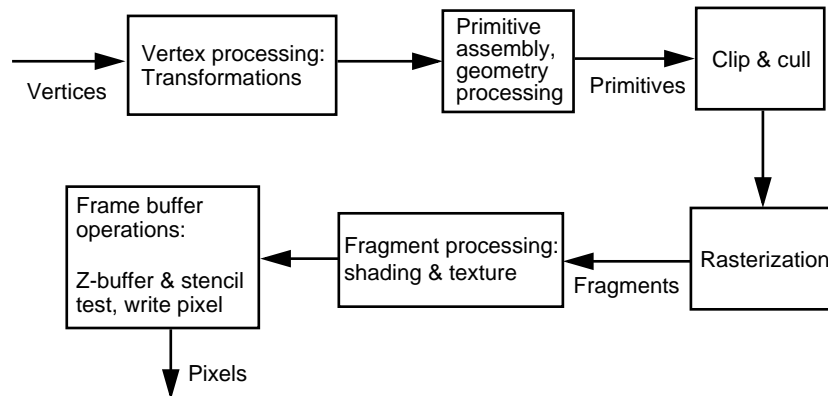 Vertices
Vertex processing:
Transformations
Primitive
assembly,
geometry
processing
Primitives
Clip & cull
Rasterization
Fragments
Fragment processing:
shading & texture
Frame buffer
operations:
Z-buffer & stencil
test, write pixel
Pixels